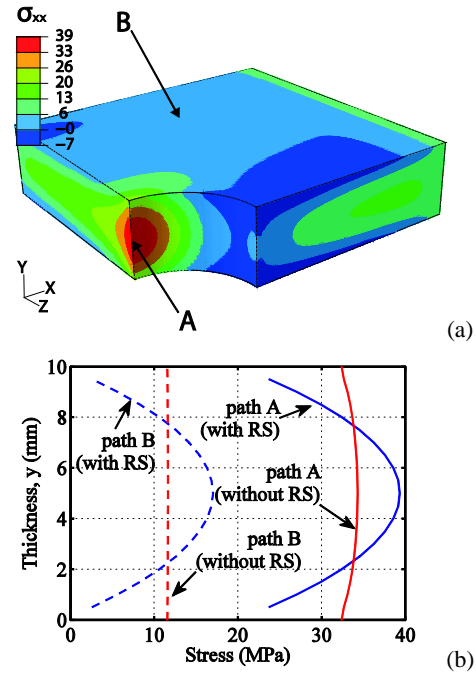 σxx
39
33
26
20
13
6
−0
−7
B
A
Y
X
Z
(a)
10
8
6
4
2
0
Thickness, y (mm)
path B
(with RS)
path A
(with RS)
path A
(without RS)
path B
(without RS)
0
10
20
30
40
Stress (MPa)
(b)